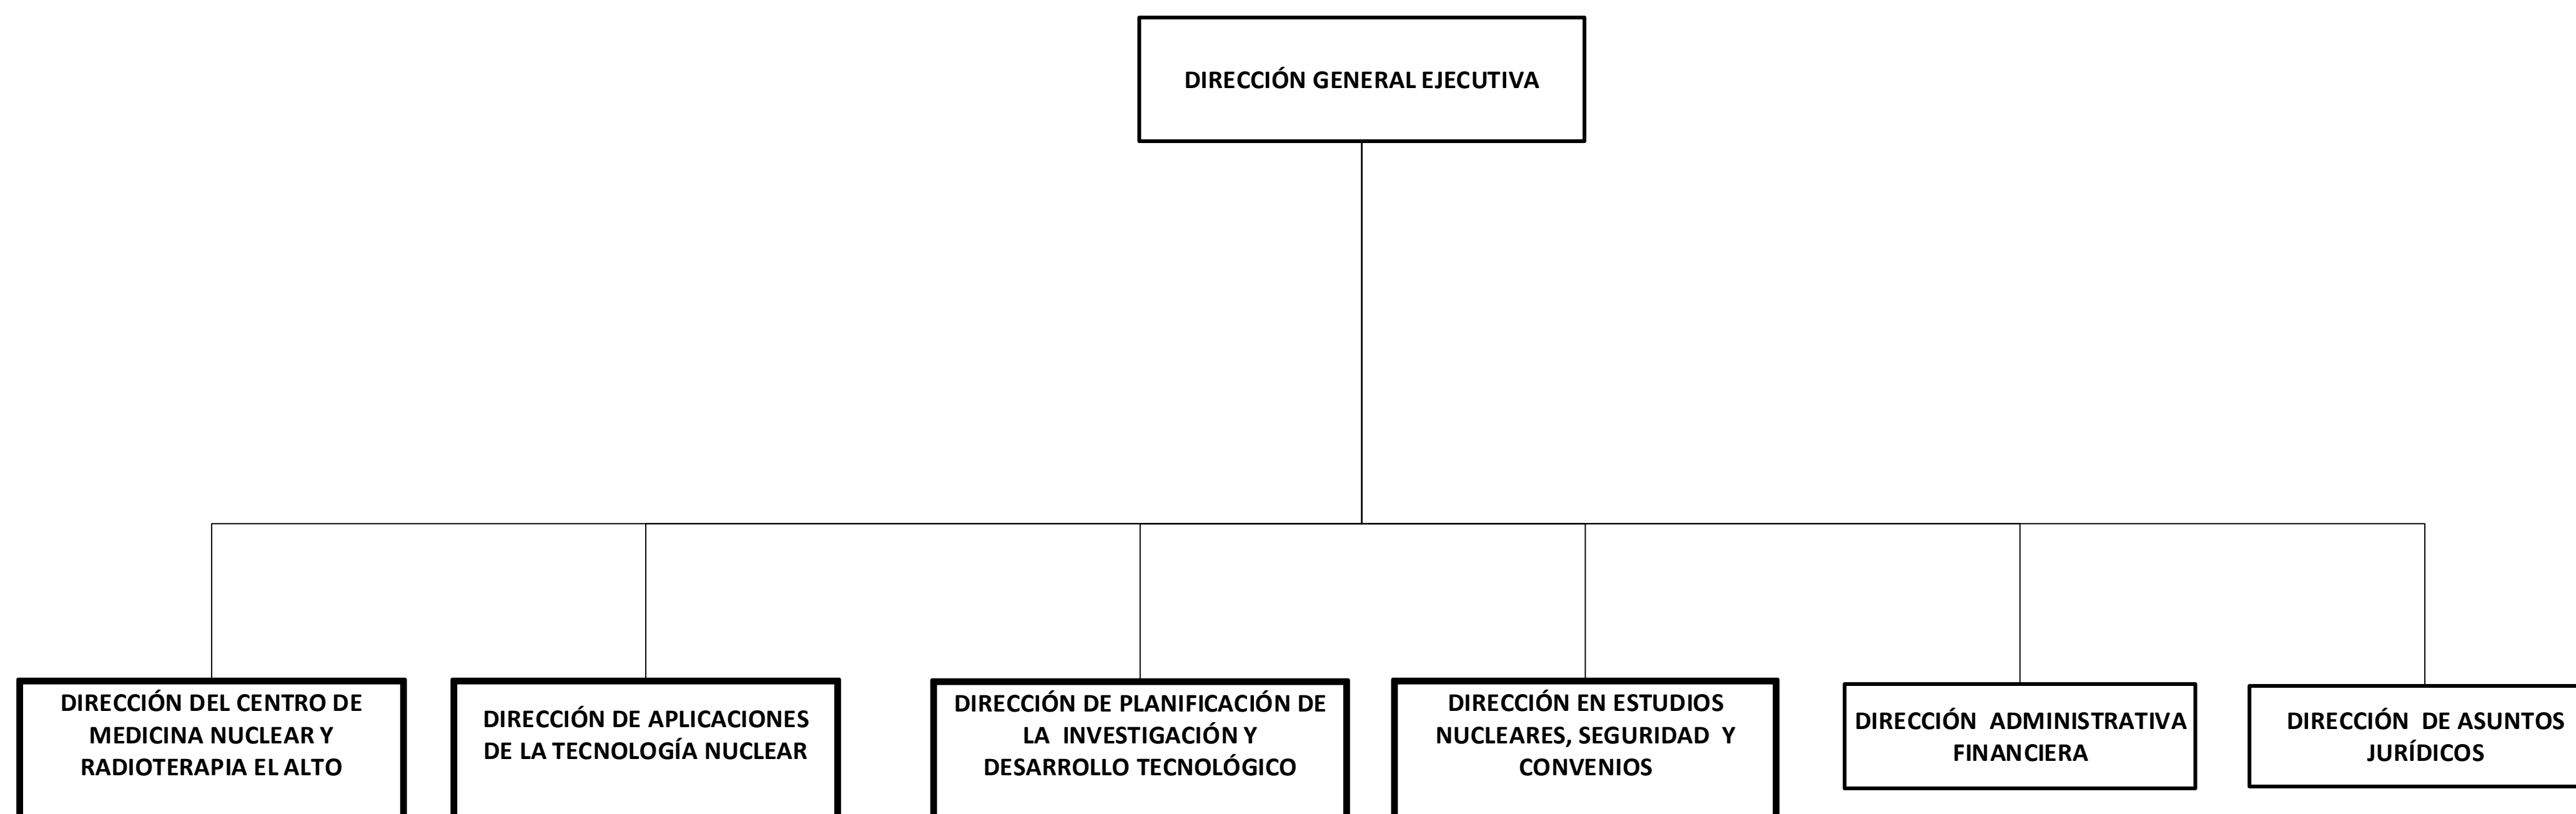 DIRECCIÓN GENERAL EJECUTIVA
DIRECCIÓN DEL CENTRO DE
MEDICINA NUCLEAR Y
RADIOTERAPIA EL ALTO
DIRECCIÓN DE APLICACIONES
DE LA TECNOLOGÍA NUCLEAR
DIRECCIÓN DE PLANIFICACIÓN DE
LA INVESTIGACIÓN Y
DESARROLLO TECNOLÓGICO
DIRECCIÓN EN ESTUDIOS
NUCLEARES, SEGURIDAD Y
CONVENIOS
DIRECCIÓN ADMINISTRATIVA
FINANCIERA
DIRECCIÓN DE ASUNTOS
JURÍDICOS